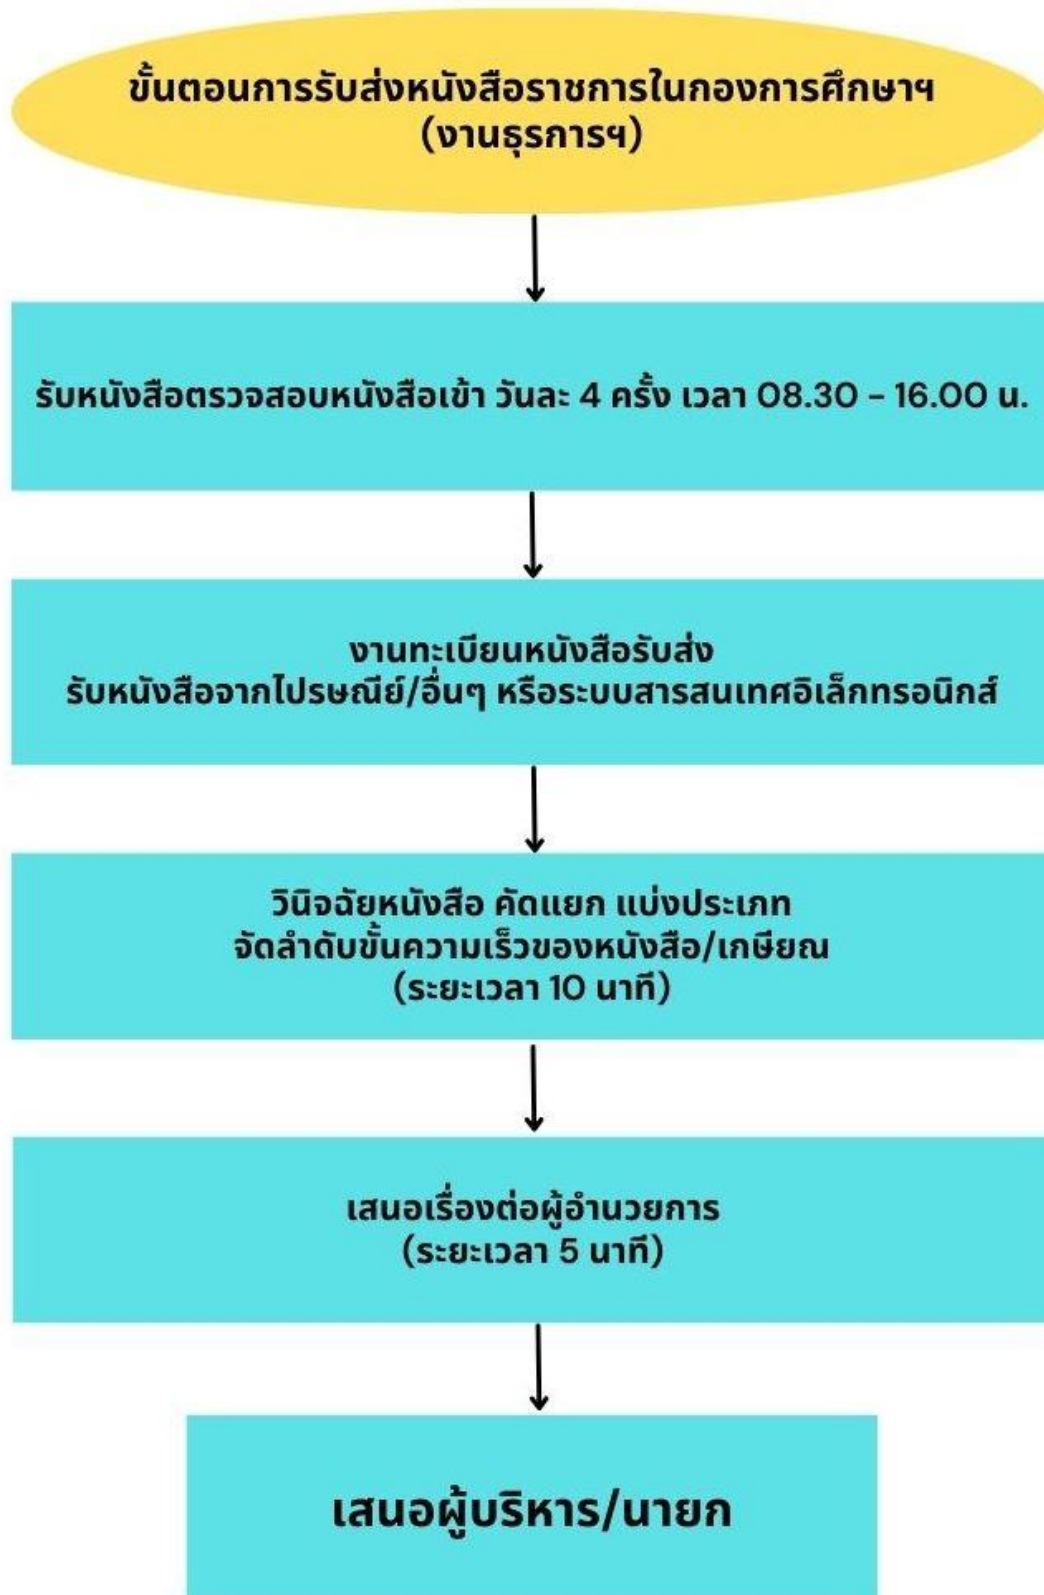 ขั้นตอนการรับส่งหนังสือราชการในกองการศึกษาฯ
(งานธุรการฯ)
รับหนังสือตรวจสอบหนังสือเข้า วันละ 4 ครั้ง เวลา 08.30 - 16.00 น.
งานทะเบียนหนังสือรับส่ง
รับหนังสือจากไปรษณีย์/อื่นๆ หรือระบบสารสนเทศอิเล็กทรอนิกส์
วินิจฉัยหนังสือ คัดแยก แบ่งประเภท
จัดลำดับขั้นความเร็วของหนังสือ/เกษียณ
(ระยะเวลา 10 นาที)
เสนอเรื่องต่อผู้อำนวยการ
(ระยะเวลา 5 นาที)
เสนอผู้บริหาร/นายก